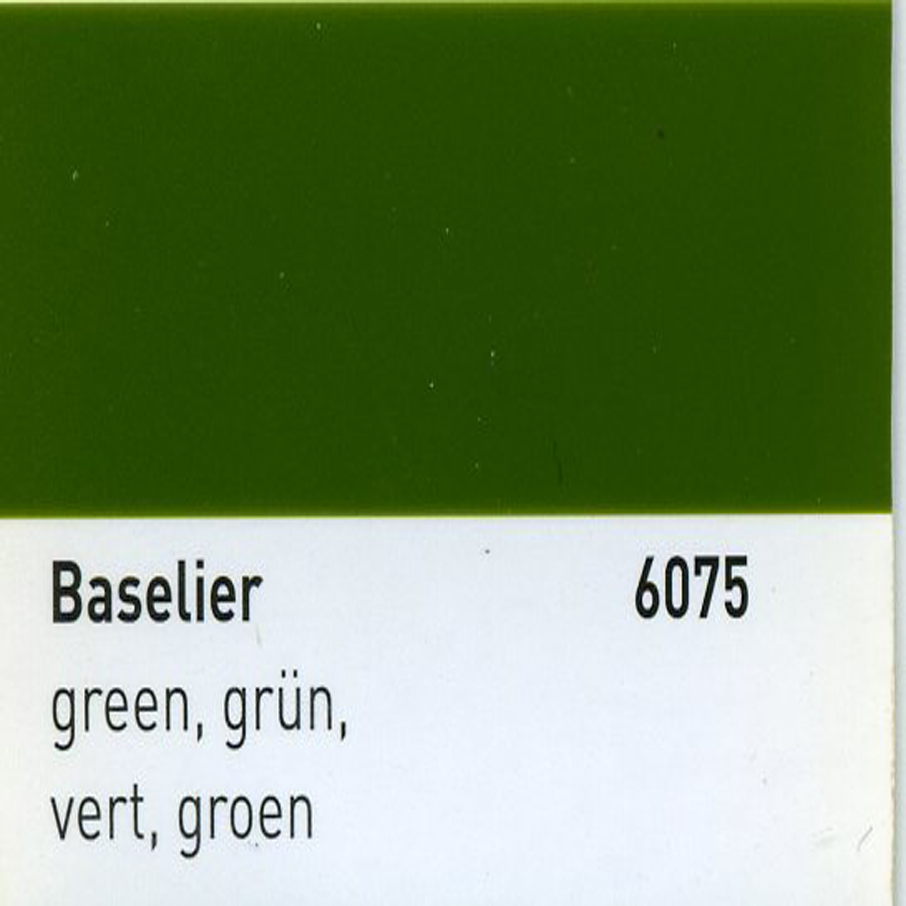 Baselier 6075
green, grün,
vert, groen